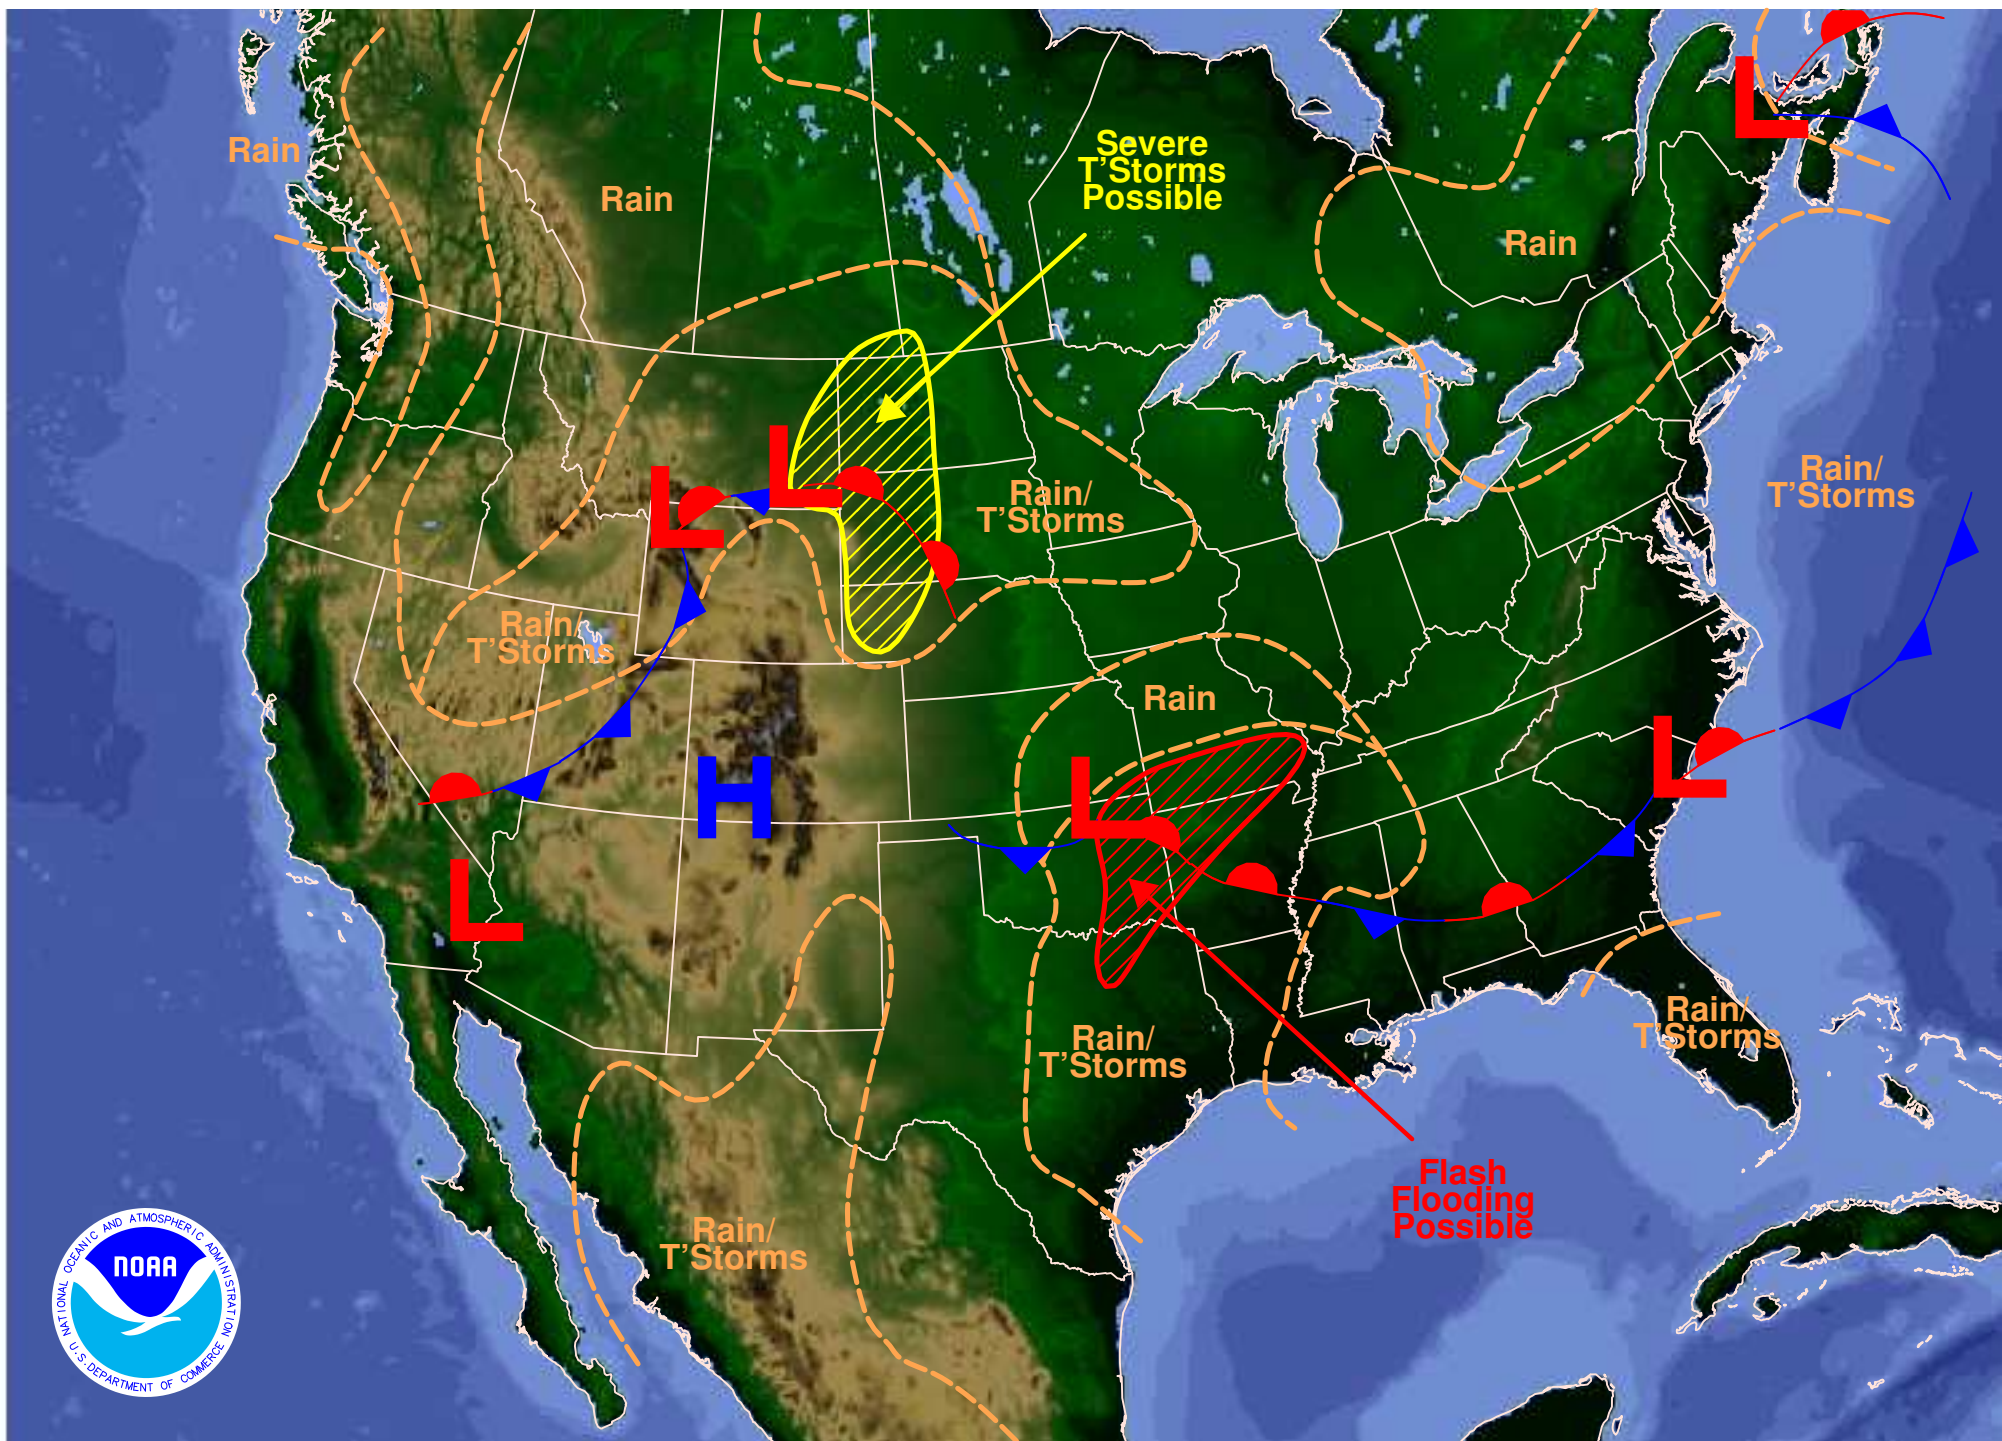 Severe
T'Storms
Possible
Rain
Rain
Rain
L
L
L
Rain/
T'Storms
Rain/
T'Storms
Rain/
T'Storms
Rain
H
L
L
L
Rain/
T'Storms
Rain/
T'Storms
Flash
Flooding
Possible
Rain/
T'Storms
NATIONAL OCEANIC AND ATMOSPHERIC ADMINISTRATION
NOAA
U.S. DEPARTMENT OF COMMERCE